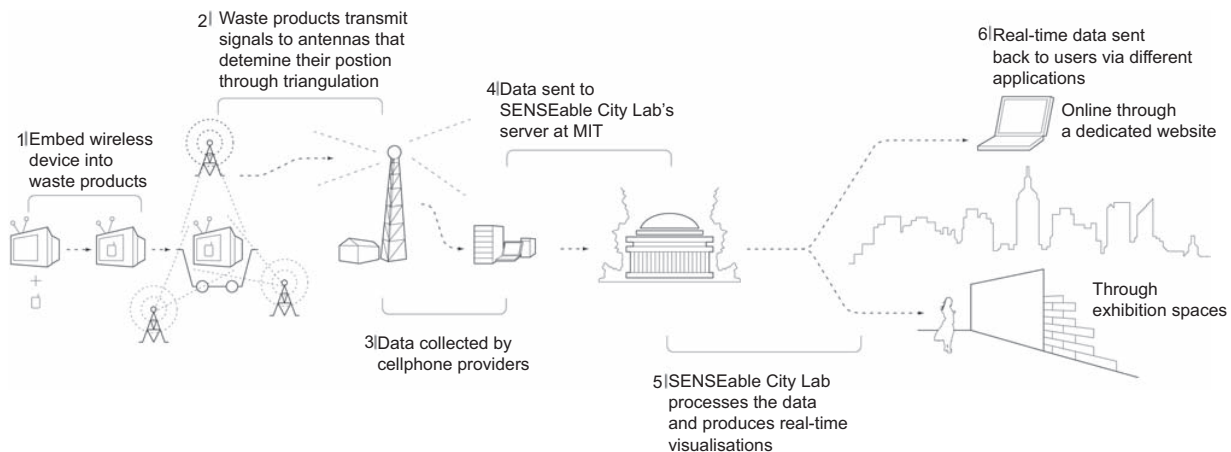 1|Embed wireless
device into
waste products
2|Waste products transmit
signals to antennas that
detemine their postion
through triangulation
3|Data collected by
cellphone providers
4|Data sent to
SENSEable City Lab's
server at MIT
5|SENSEable City Lab
processes the data
and produces real-time
visualisations
6|Real-time data sent
back to users via different
applications
Online through
a dedicated website
Through
exhibition spaces